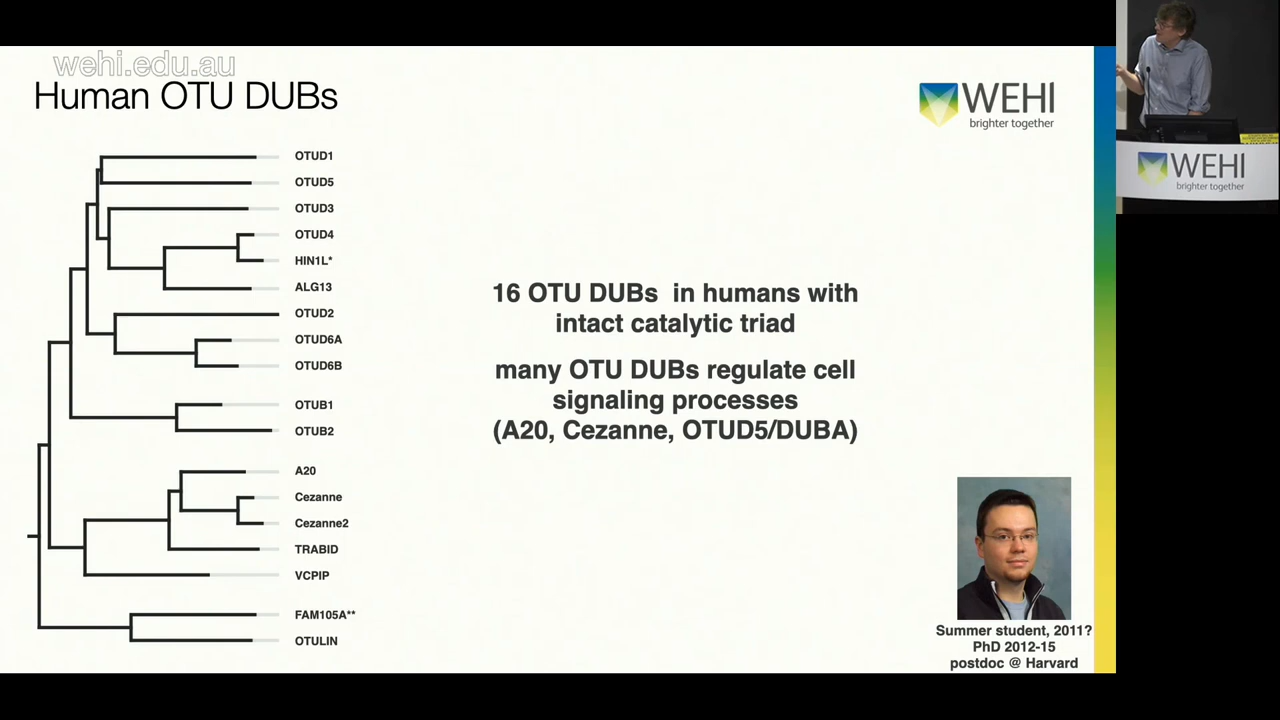 wehi.edu.au
Human OTU DUBs
WEHI
brighter together
OTUD1
OTUD5
OTUD3
OTUD4
HIN1L*
ALG13
OTUD2
OTUD6A
OTUD6B
OTUB1
OTUB2
A20
Cezanne
Cezanne2
TRABID
VCPIP
FAM105A**
OTULIN
16 OTU DUBs in humans with
intact catalytic triad
many OTU DUBs regulate cell
signaling processes
(A20, Cezanne, OTUD5/DUBA)
Summer student, 2011?
PhD 2012-15
postdoc @ Harvard
WEHI
brighter together